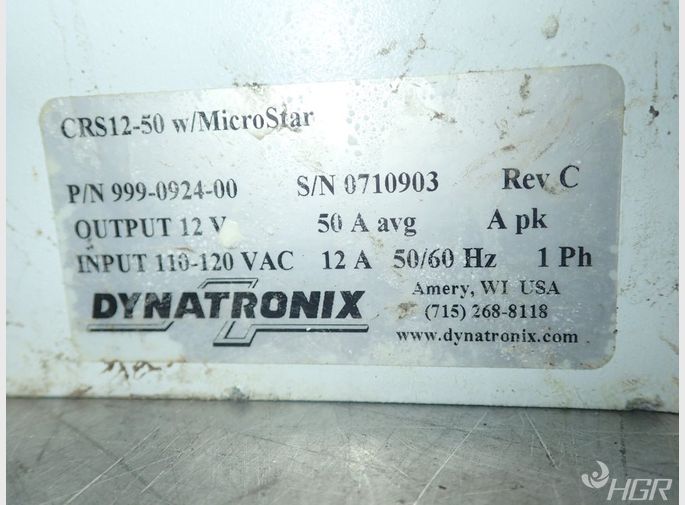 CRS12-50 w/MicroStar
P/N 999-0924-00 S/N 0710903 Rev C
OUTPUT 12 V 50 A avg A pk
INPUT 110-120 VAC 12 A 50/60 Hz 1 Ph
DYNATRONIX
Amery, WI USA
(715) 268-8118
www.dynatronix.com
HGR